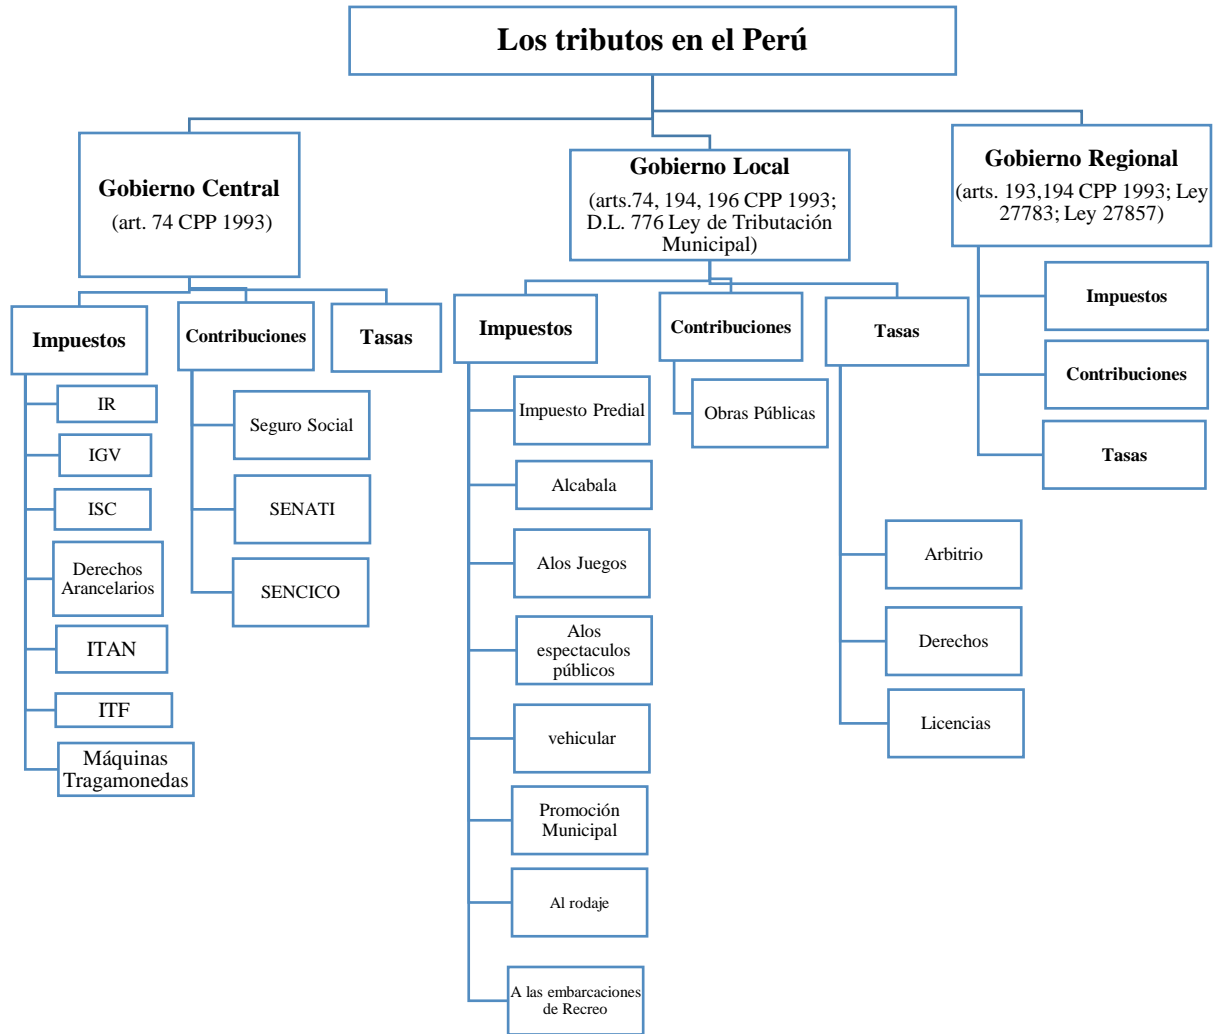 Los tributos en el Perú
Gobierno Central
(art. 74 CPP 1993)
Impuestos
IR
IGV
ISC
Derechos
Arancelarios
ITAN
ITF
Máquinas
Tragamonedas
Contribuciones
Seguro Social
SENATI
SENCICO
Tasas
Gobierno Local
(arts.74, 194, 196 CPP 1993;
D.L. 776 Ley de Tributación
Municipal)
Impuestos
Impuesto Predial
Alcabala
Alos Juegos
Alos
espectaculos
públicos
vehicular
Promoción
Municipal
Al rodaje
A las embarcaciones
de Recreo
Contribuciones
Obras Públicas
Tasas
Arbitrio
Derechos
Licencias
Gobierno Regional
(arts. 193,194 CPP 1993; Ley
27783; Ley 27857)
Impuestos
Contribuciones
Tasas